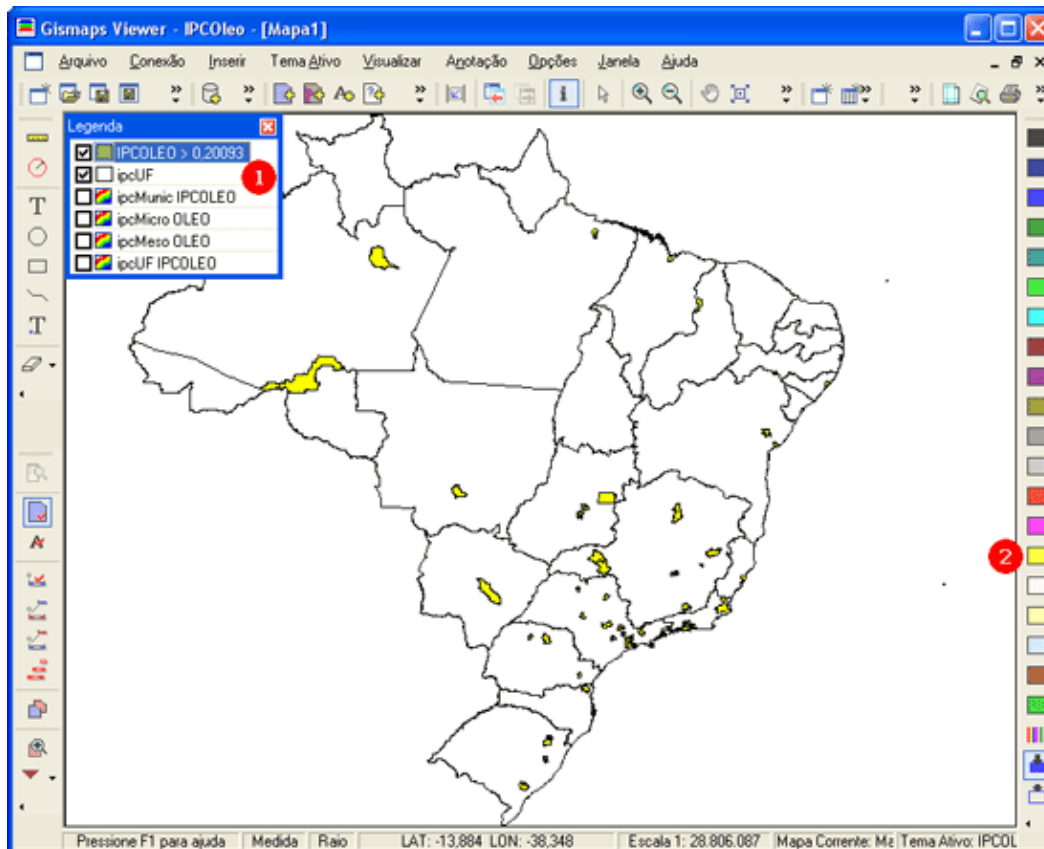 Gismaps Viewer - IPCOleo - [Mapa1]
Arquivo Conexão Inserir Tema Ativo Visualizar Anotação Opções Janela Ajuda
Legenda
IPCOLEO > 0,20093
1
ipcUF
ipcMunic IPCOLEO
ipcMicro OLEO
ipcMeso OLEO
ipcUF IPCOLEO
2
Pressione F1 para ajuda Medida Raio LAT: -13,884 LON: -38,348 Escala 1: 28.806.087 Mapa Corrente: Ma Tema Ativo: IPCOL